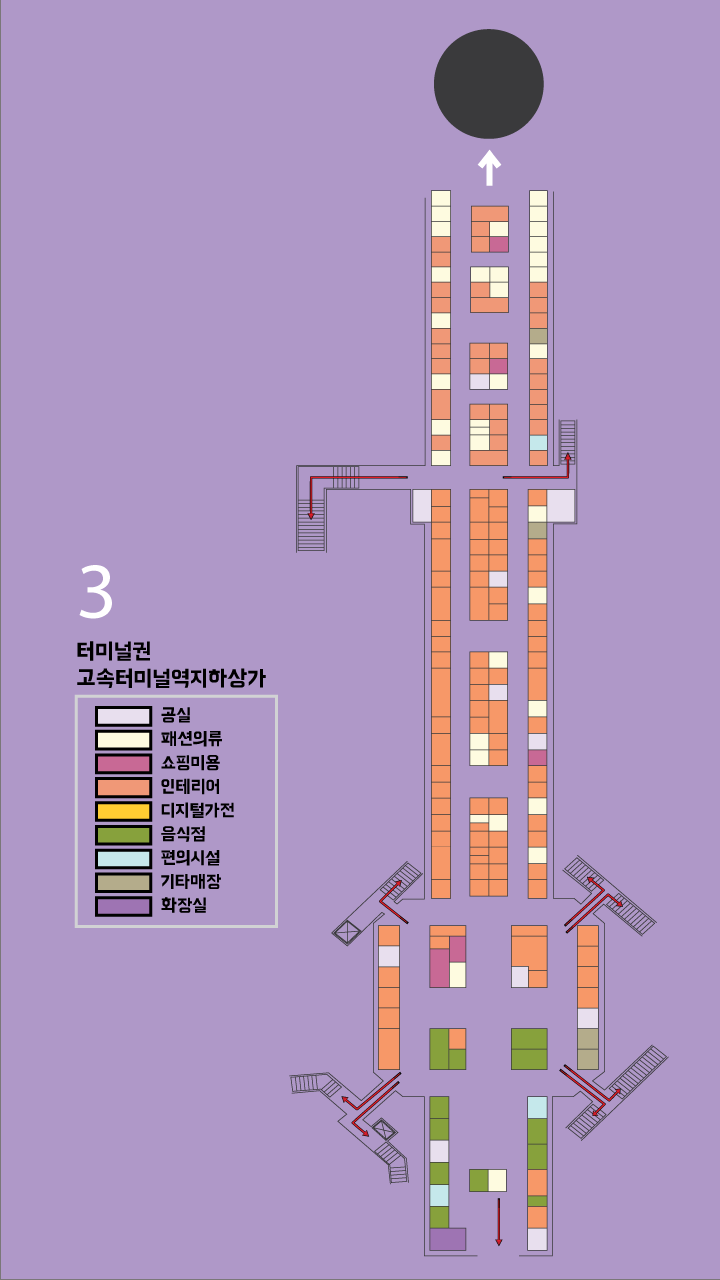 3
터미널권
고속터미널역지하상가
공실
패션의류
쇼핑미용
인테리어
디지털가전
음식점
편의시설
기타매장
화장실